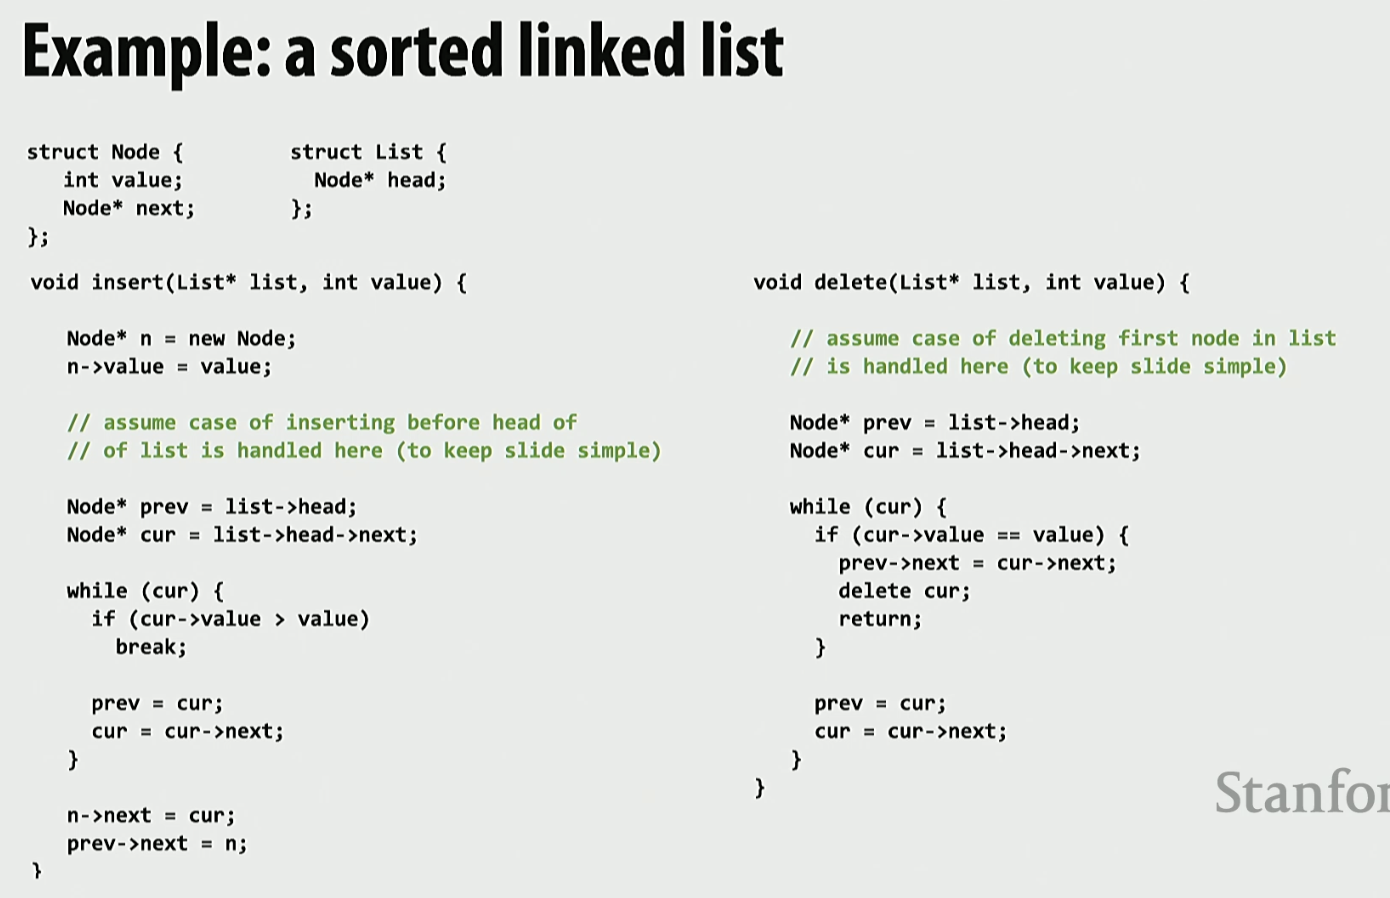 Example: a sorted linked list
struct Node {
int value;
Node* next;
};
struct List {
Node* head;
};
void insert(List* list, int value) {
Node* n = new Node;
n->value = value;
// assume case of inserting before head of
// of list is handled here (to keep slide simple)
Node* prev = list->head;
Node* cur = list->head->next;
while (cur) {
if (cur->value > value)
break;
prev = cur;
cur = cur->next;
}
n->next = cur;
prev->next = n;
}
void delete(List* list, int value) {
// assume case of deleting first node in list
// is handled here (to keep slide simple)
Node* prev = list->head;
Node* cur = list->head->next;
while (cur) {
if (cur->value == value) {
prev->next = cur->next;
delete cur;
return;
}
prev = cur;
cur = cur->next;
}
}
Stanfor